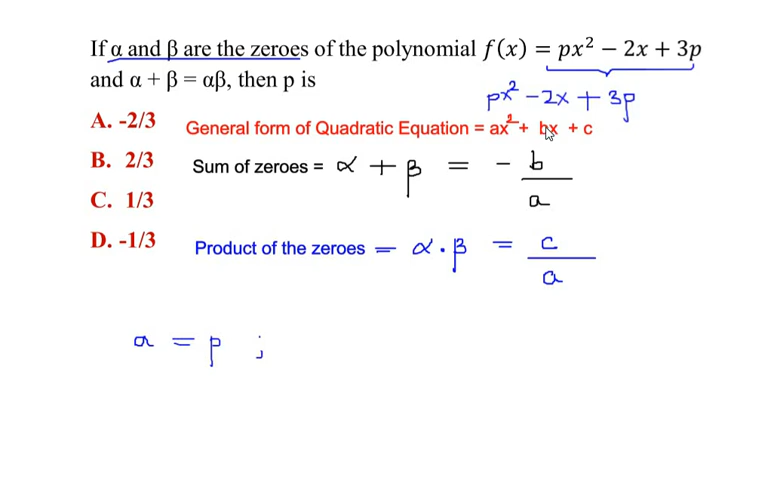 If α and β are the zeroes of the polynomial f(x) = px² − 2x + 3p
and α + β = αβ, then p is
px² − 2x + 3p
A. -2/3
General form of Quadratic Equation = ax² + bx + c
B. 2/3
Sum of zeroes = α + β = − b/a
C. 1/3
D. -1/3
Product of the zeroes = α · β = c/a
a = p ;